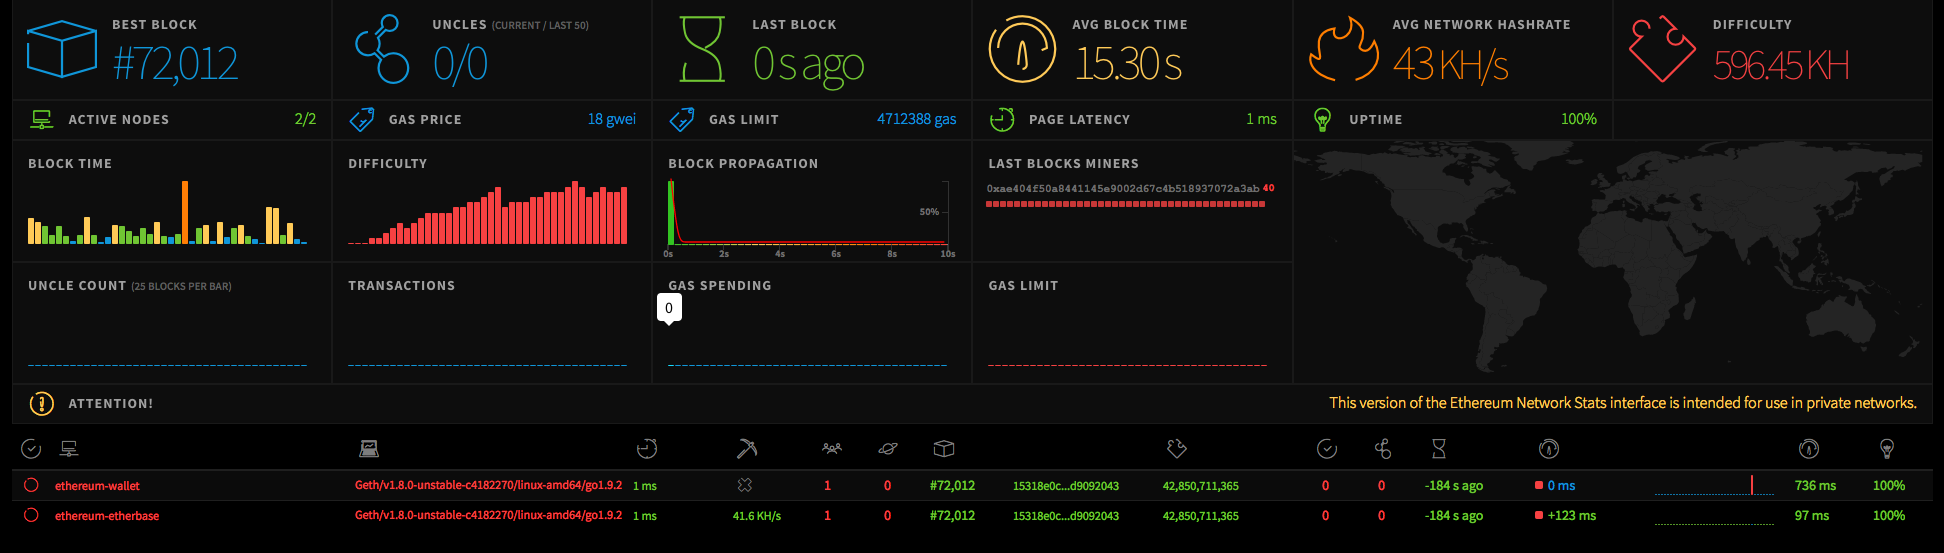 BEST BLOCK
#72,012
UNCLES (CURRENT / LAST 50)
0/0
LAST BLOCK
0 s ago
AVG BLOCK TIME
15.30 s
AVG NETWORK HASHRATE
43 KH/s
DIFFICULTY
596.45 KH
ACTIVE NODES 2/2
GAS PRICE 18 gwei
GAS LIMIT 4712388 gas
PAGE LATENCY 1 ms
UPTIME 100%
BLOCK TIME
DIFFICULTY
BLOCK PROPAGATION
50%
0s 2s 4s 6s 8s 10s
LAST BLOCKS MINERS
0xae404f50a8441145e9002d67c4b518937072a3ab 40
UNCLE COUNT (25 BLOCKS PER BAR)
TRANSACTIONS
GAS SPENDING
0
GAS LIMIT
ATTENTION! This version of the Ethereum Network Stats interface is intended for use in private networks.
ethereum-wallet Geth/v1.8.0-unstable-c4182270/linux-amd64/go1.9.2 1 ms 1 0 #72,012 15318e0c...d9092043 42,850,711,365 0 0 -184 s ago 0 ms 736 ms 100%
ethereum-etherbase Geth/v1.8.0-unstable-c4182270/linux-amd64/go1.9.2 1 ms 41.6 KH/s 1 0 #72,012 15318e0c...d9092043 42,850,711,365 0 0 -184 s ago +123 ms 97 ms 100%